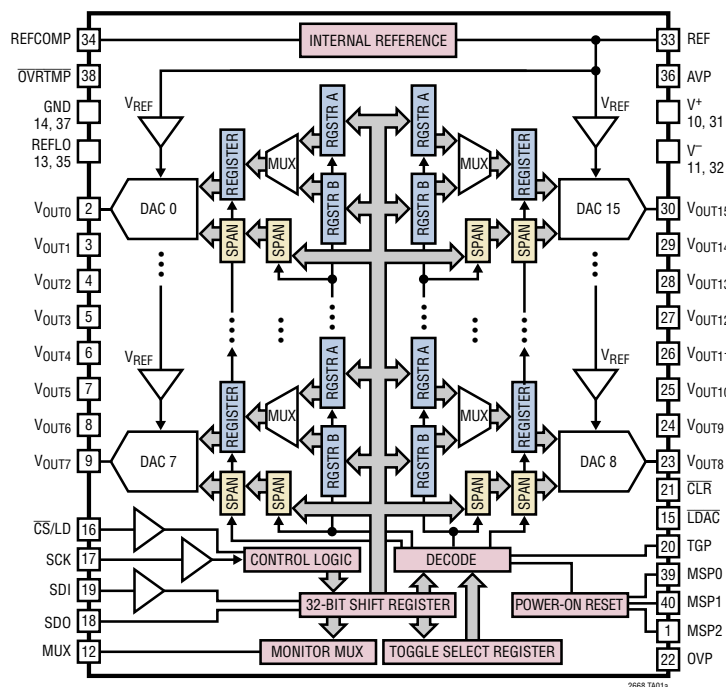 REFCOMP 34 INTERNAL REFERENCE 33 REF
OVRTMP 38 36 AVP
GND 14, 37 VREF VREF V+ 10, 31
REFLO 13, 35 V– 11, 32
REGISTER MUX RGSTR A RGSTR A MUX REGISTER
RGSTR B RGSTR B
VOUT0 2 DAC 0 DAC 15 30 VOUT15
SPAN SPAN SPAN SPAN
VOUT1 3 29 VOUT14
VOUT2 4 28 VOUT13
VOUT3 5 27 VOUT12
VOUT4 6 26 VOUT11
VREF VREF
VOUT5 7 25 VOUT10
REGISTER MUX RGSTR A RGSTR A MUX REGISTER
VOUT6 8 24 VOUT9
RGSTR B RGSTR B
VOUT7 9 DAC 7 DAC 8 23 VOUT8
SPAN SPAN SPAN SPAN
21 CLR
CS/LD 16 15 LDAC
SCK 17 CONTROL LOGIC DECODE 20 TGP
SDI 19 39 MSP0
SDO 18 32-BIT SHIFT REGISTER POWER-ON RESET 40 MSP1
1 MSP2
MUX 12 MONITOR MUX TOGGLE SELECT REGISTER 22 OVP
2668 TA01a